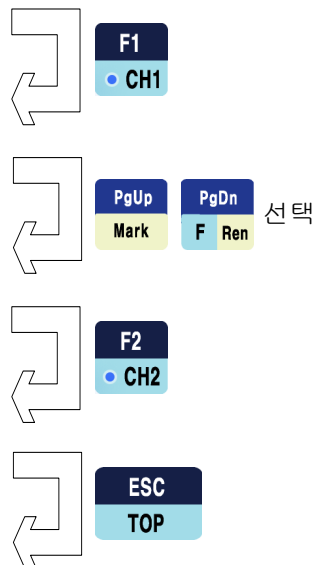 F1
CH1
PgUp PgDn
Mark F Ren 선택
F2
CH2
ESC
TOP